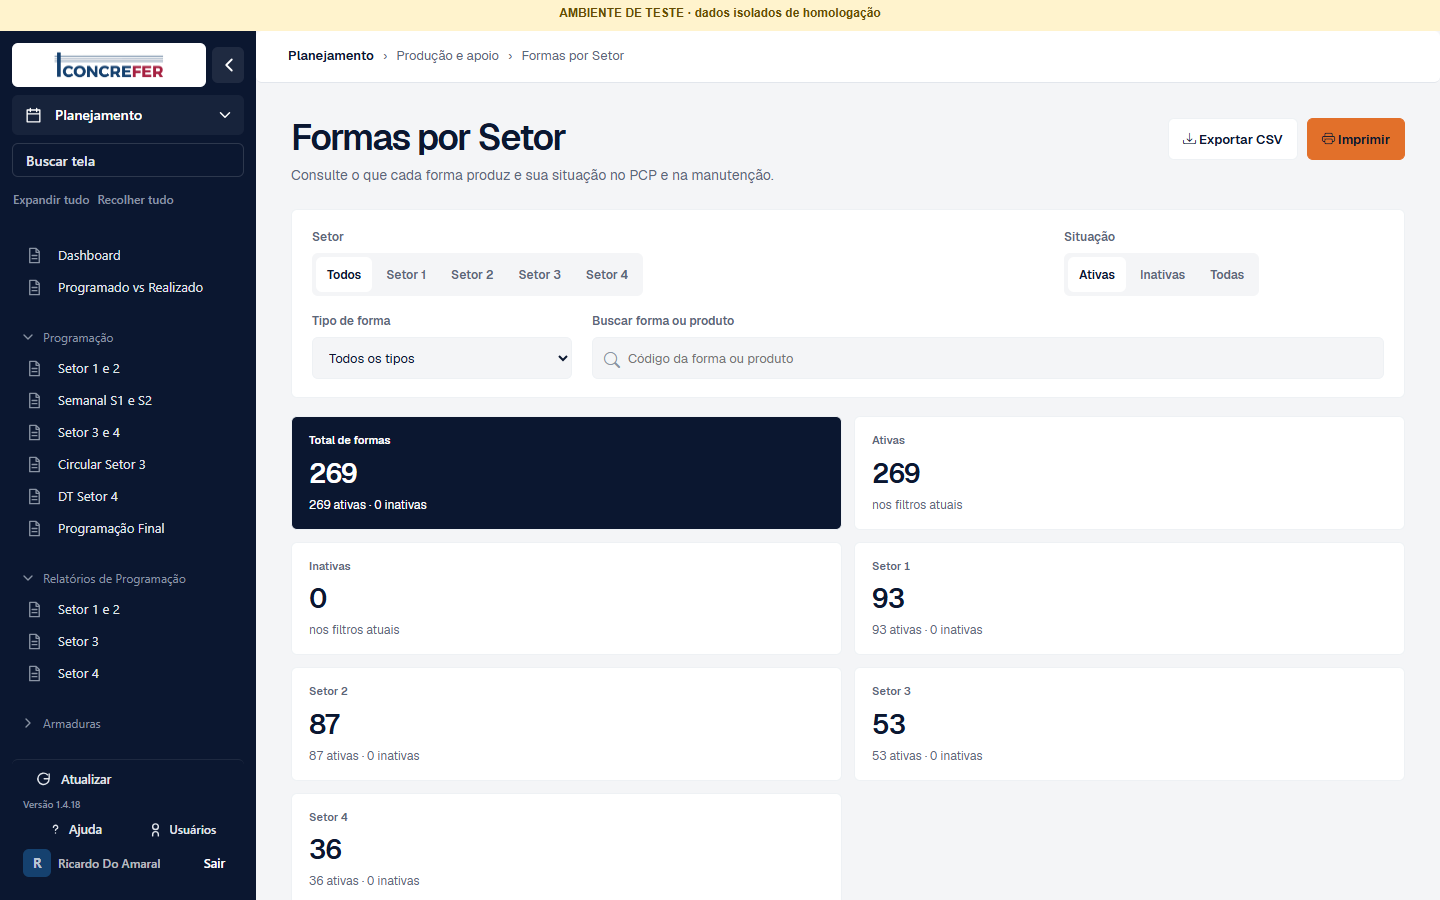 AMBIENTE DE TESTE · dados isolados de homologação
CONCREFER
Planejamento
Buscar tela
Expandir tudo Recolher tudo
Dashboard
Programado vs Realizado
Programação
Setor 1 e 2
Semanal S1 e S2
Setor 3 e 4
Circular Setor 3
DT Setor 4
Programação Final
Relatórios de Programação
Setor 1 e 2
Setor 3
Setor 4
Armaduras
Atualizar
Versão 1.4.18
? Ajuda Usuários
R Ricardo Do Amaral Sair
Planejamento › Produção e apoio › Formas por Setor
Formas por Setor
Consulte o que cada forma produz e sua situação no PCP e na manutenção.
Exportar CSV Imprimir
Setor
Todos Setor 1 Setor 2 Setor 3 Setor 4
Situação
Ativas Inativas Todas
Tipo de forma
Todos os tipos
Buscar forma ou produto
Código da forma ou produto
Total de formas
269
269 ativas · 0 inativas
Ativas
269
nos filtros atuais
Inativas
0
nos filtros atuais
Setor 1
93
93 ativas · 0 inativas
Setor 2
87
87 ativas · 0 inativas
Setor 3
53
53 ativas · 0 inativas
Setor 4
36
36 ativas · 0 inativas